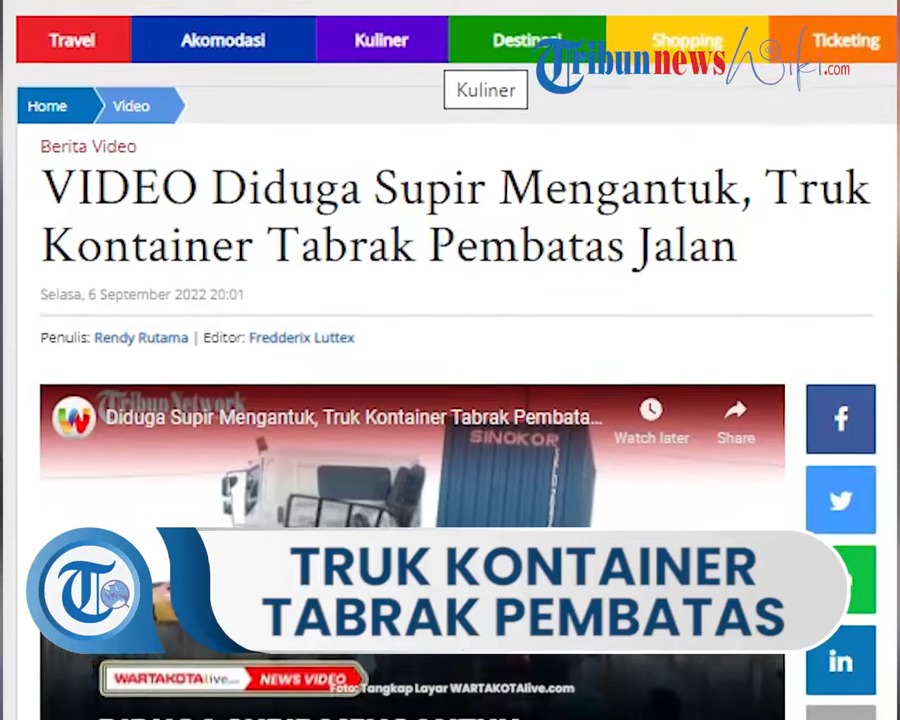 Travel
Akomodasi
Kuliner
Destinasi
Shopping
Ticketing
Tribunnewswiki.com
Kuliner
Home
Video
Berita Video
VIDEO Diduga Supir Mengantuk, Truk
Kontainer Tabrak Pembatas Jalan
Selasa, 6 September 2022 20:01
Penulis: Rendy Rutama | Editor: Fredderix Luttex
Tribun Network
Diduga Supir Mengantuk, Truk Kontainer Tabrak Pembata...
Watch later
Share
SINOKOR
TRUK KONTAINER
TABRAK PEMBATAS
WARTAKOTAlive.com
NEWS VIDEO
Foto: Tangkap Layar WARTAKOTAlive.com